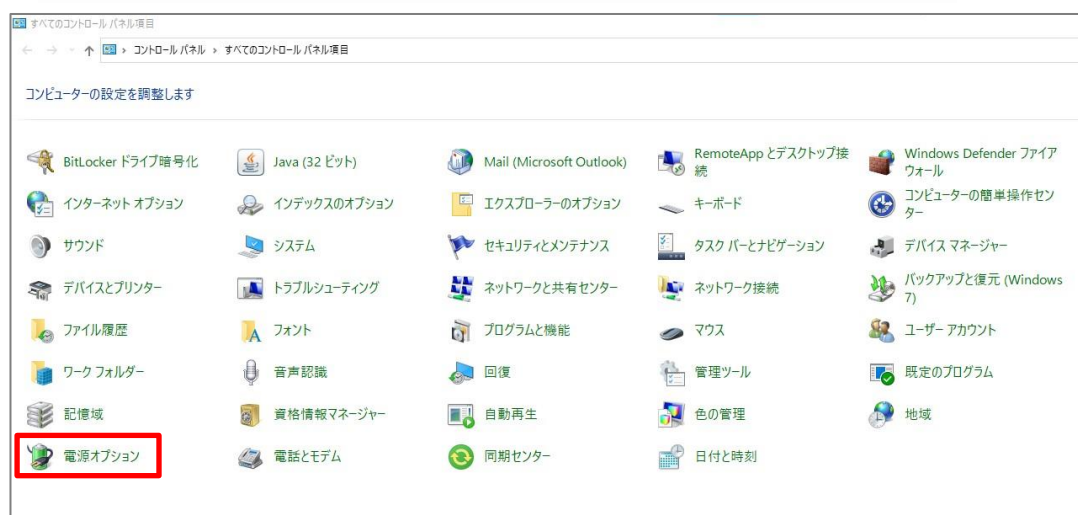 すべてのコントロール パネル項目
コントロール パネル › すべてのコントロール パネル項目
コンピューターの設定を調整します
BitLocker ドライブ暗号化
Java (32 ビット)
Mail (Microsoft Outlook)
RemoteApp とデスクトップ接
続
Windows Defender ファイア
ウォール
インターネット オプション
インデックスのオプション
エクスプローラーのオプション
キーボード
コンピューターの簡単操作セン
ター
サウンド
システム
セキュリティとメンテナンス
タスク バーとナビゲーション
デバイス マネージャー
デバイスとプリンター
トラブルシューティング
ネットワークと共有センター
ネットワーク接続
バックアップと復元 (Windows
7)
ファイル履歴
フォント
プログラムと機能
マウス
ユーザー アカウント
ワーク フォルダー
音声認識
回復
管理ツール
既定のプログラム
記憶域
資格情報マネージャー
自動再生
色の管理
地域
電源オプション
電話とモデム
同期センター
日付と時刻